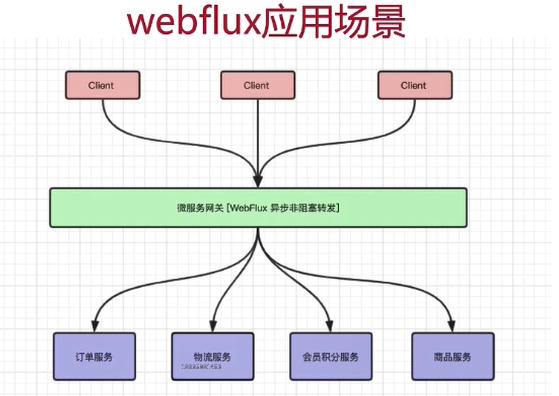 webflux应用场景
Client
Client
Client
微服务网关 [WebFlux 异步非阻塞转发]
订单服务
物流服务
会员积分服务
商品服务